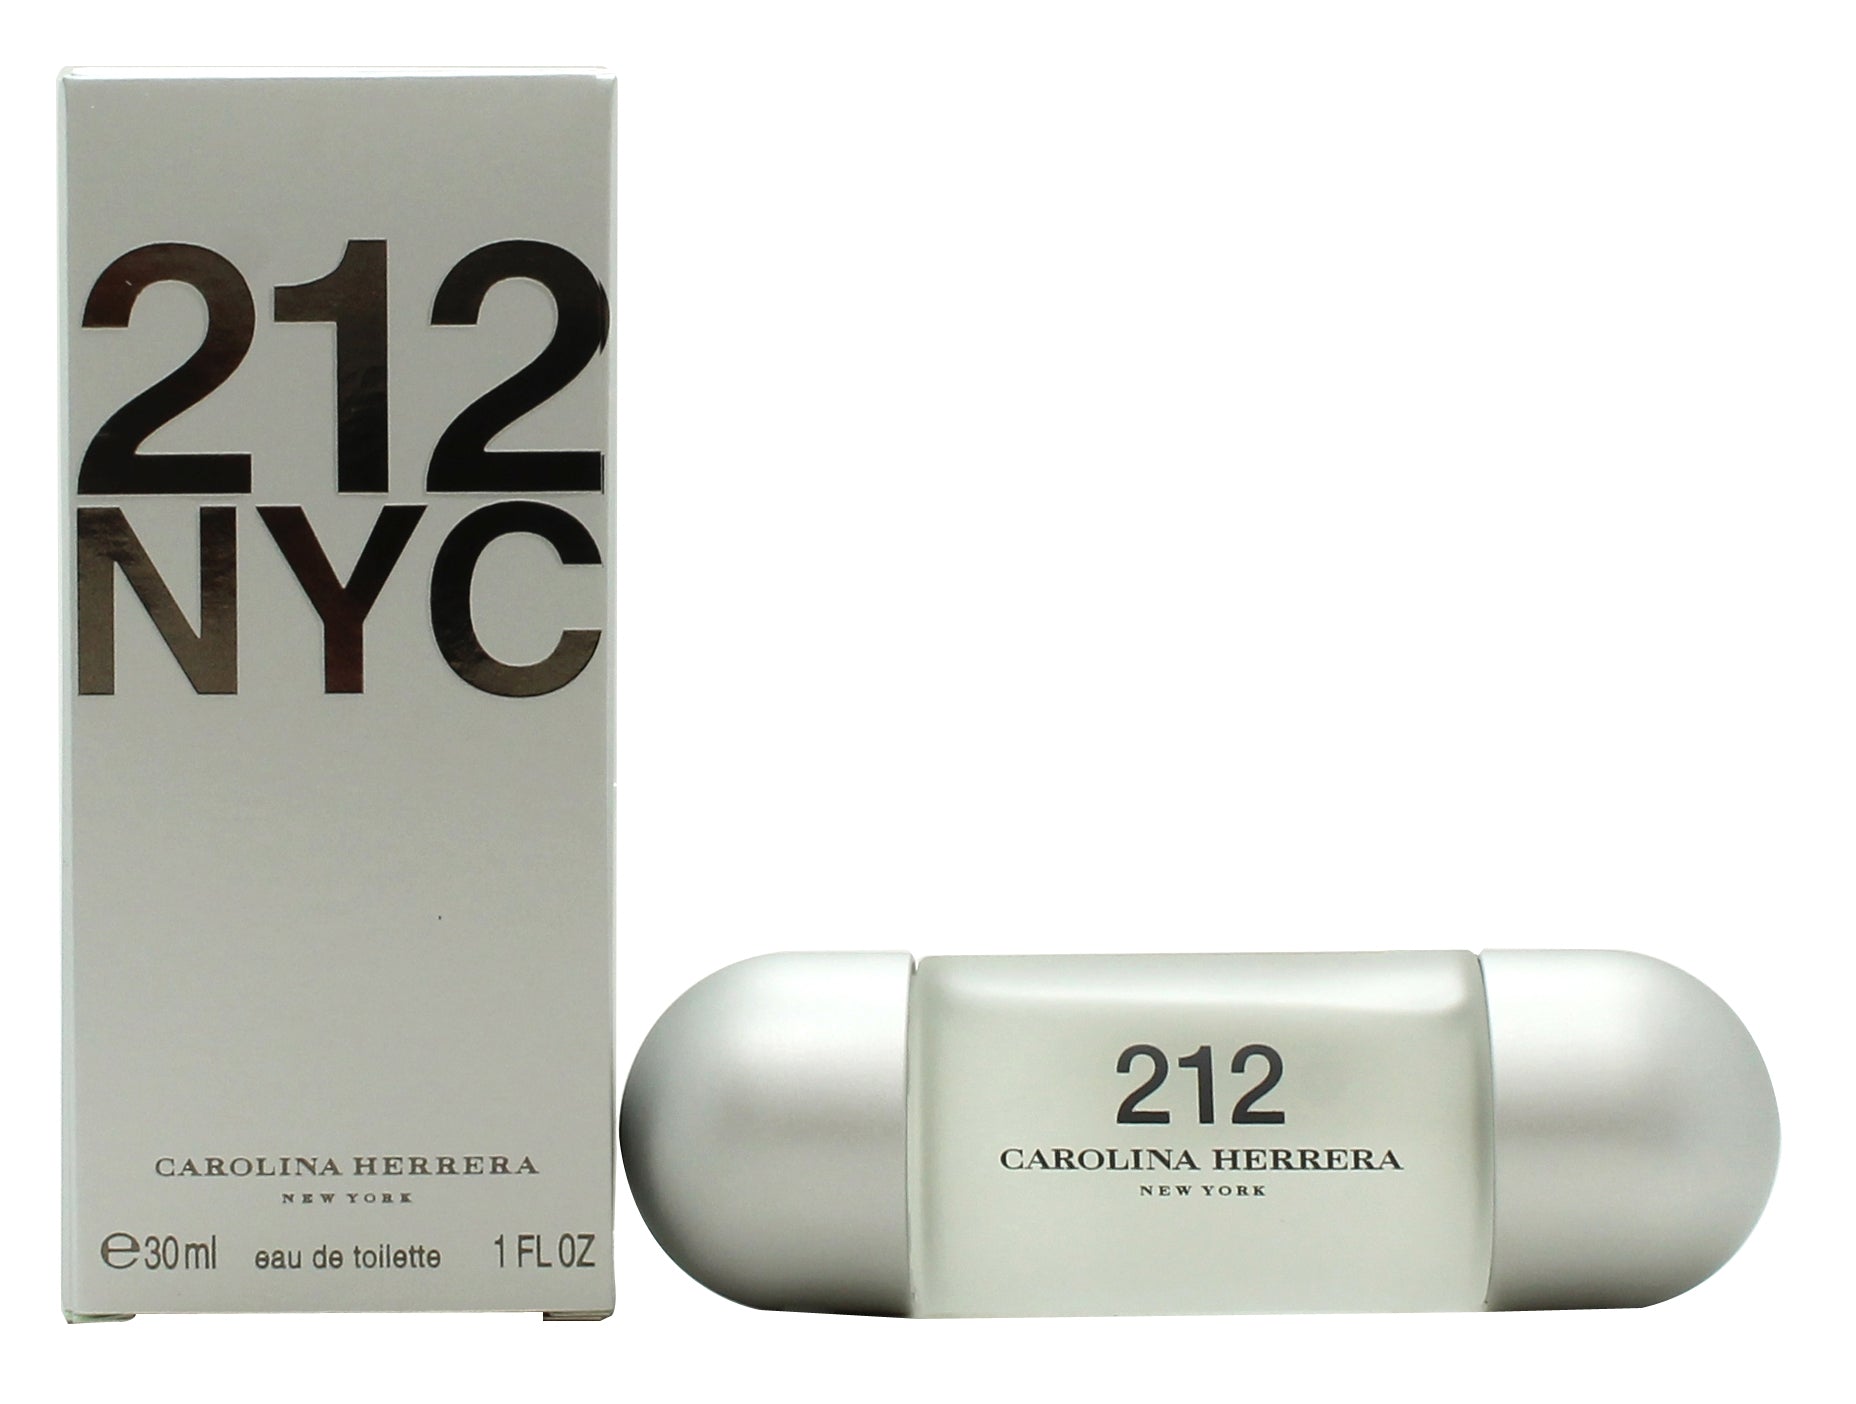 212
NYC
CAROLINA HERRERA
NEW YORK
℮30ml eau de toilette 1 FL OZ
212
CAROLINA HERRERA
NEW YORK